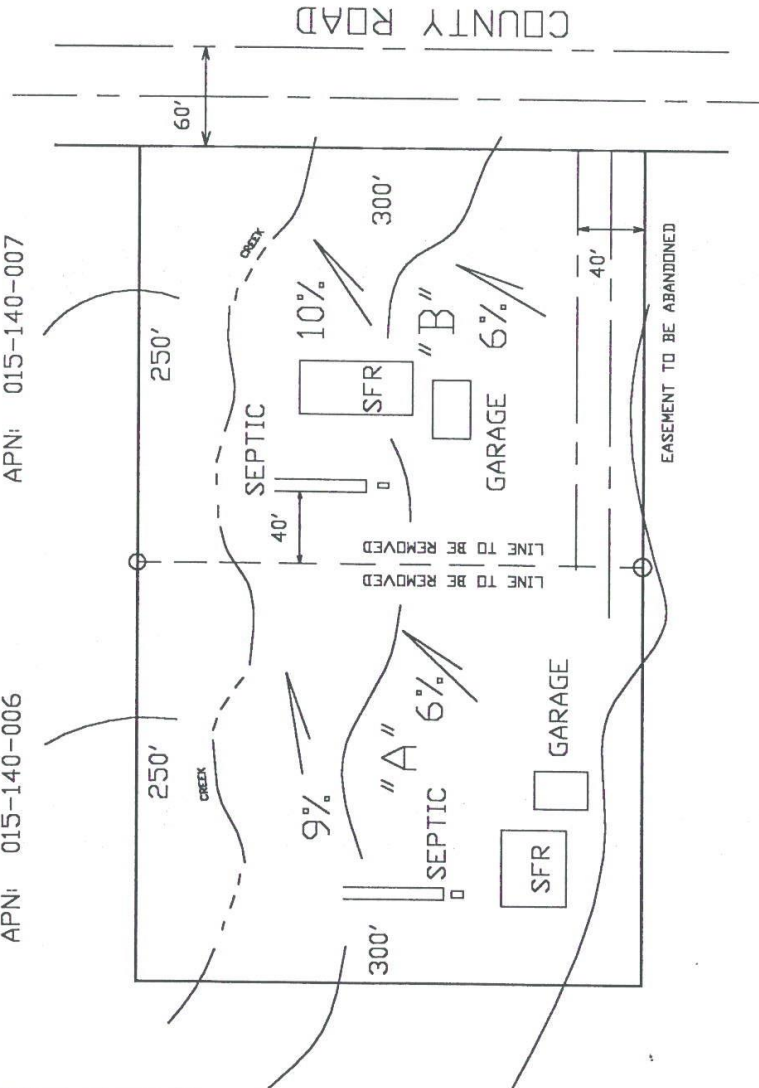 COUNTY ROAD
60'
APN: 015-140-007
250'
CREEK
300'
10%
"B"
6%
SFR
SEPTIC
GARAGE
40'
40'
EASEMENT TO BE ABANDONED
LINE TO BE REMOVED
LINE TO BE REMOVED
APN: 015-140-006
250'
CREEK
9%
"A"
6%
SEPTIC
GARAGE
SFR
300'